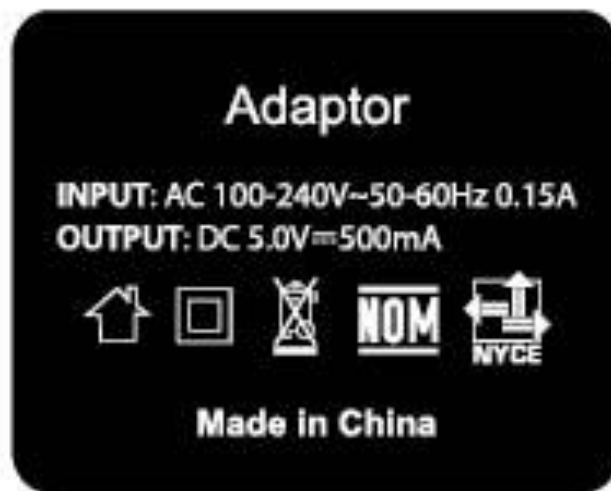 Adaptor
INPUT: AC 100-240V~50-60Hz 0.15A
OUTPUT: DC 5.0V⎓500mA
NOM
NYCE
Made in China